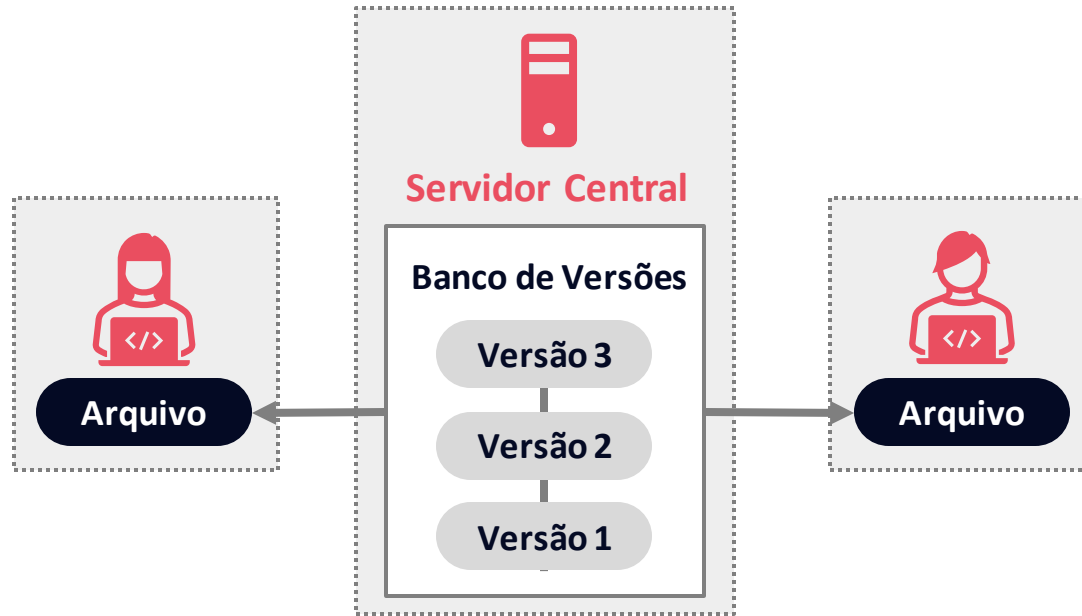 Servidor Central
Banco de Versões
Versão 3
</>
</>
Arquivo
Arquivo
Versão 2
Versão 1